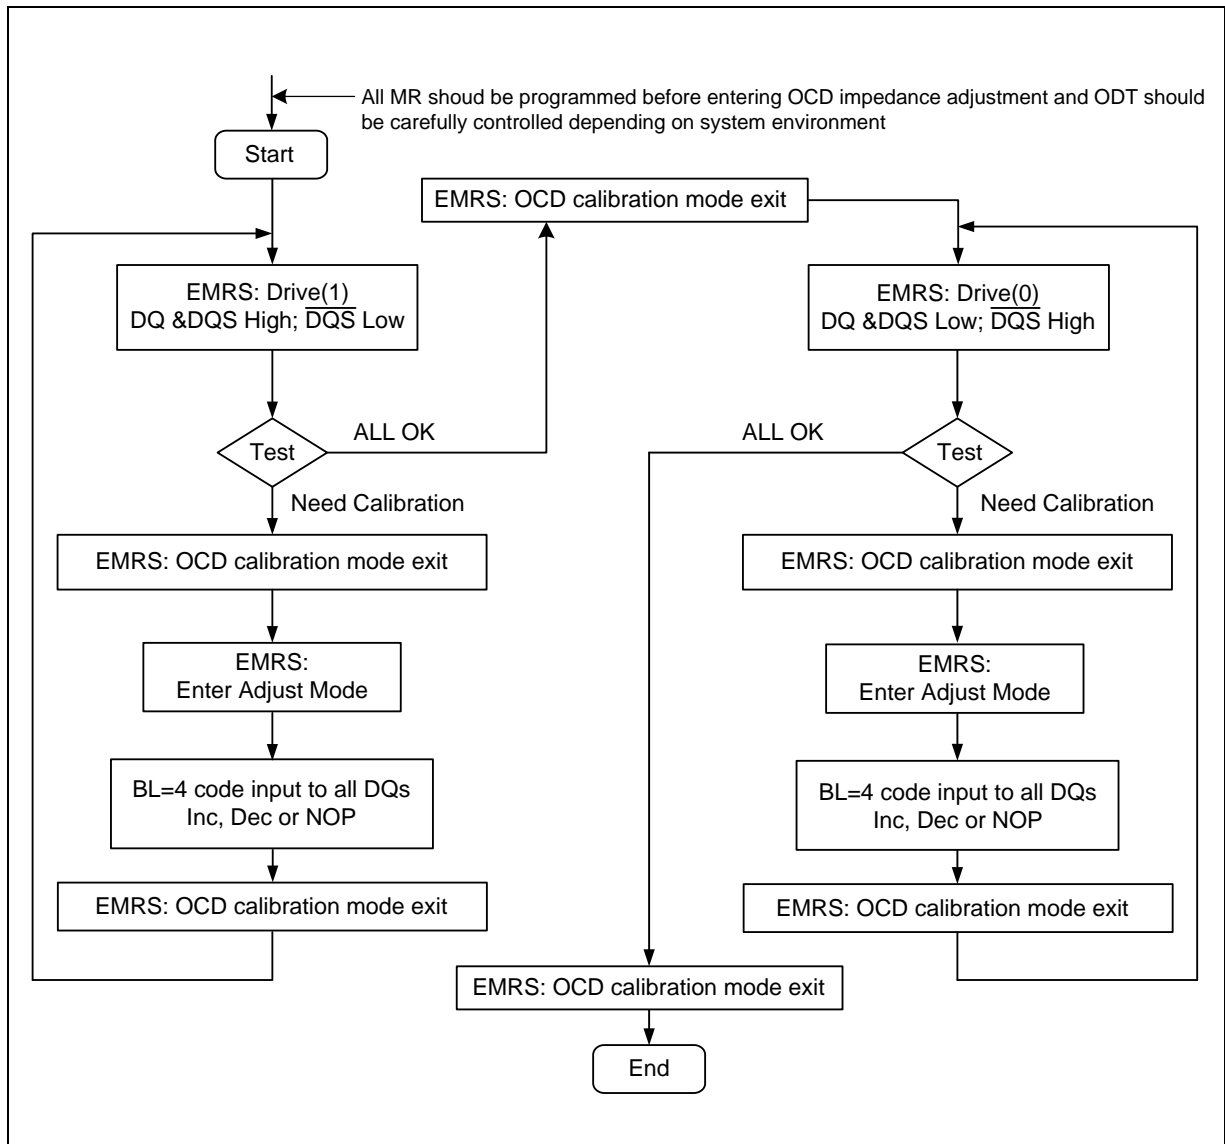 All MR shoud be programmed before entering OCD impedance adjustment and ODT should
be carefully controlled depending on system environment
Start
EMRS: OCD calibration mode exit
EMRS: Drive(1)
DQ &DQS High; D̅Q̅S̅ Low
Test
ALL OK
Need Calibration
EMRS: OCD calibration mode exit
EMRS:
Enter Adjust Mode
BL=4 code input to all DQs
Inc, Dec or NOP
EMRS: OCD calibration mode exit
EMRS: Drive(0)
DQ &DQS Low; D̅Q̅S̅ High
ALL OK
Test
Need Calibration
EMRS: OCD calibration mode exit
EMRS:
Enter Adjust Mode
BL=4 code input to all DQs
Inc, Dec or NOP
EMRS: OCD calibration mode exit
EMRS: OCD calibration mode exit
End